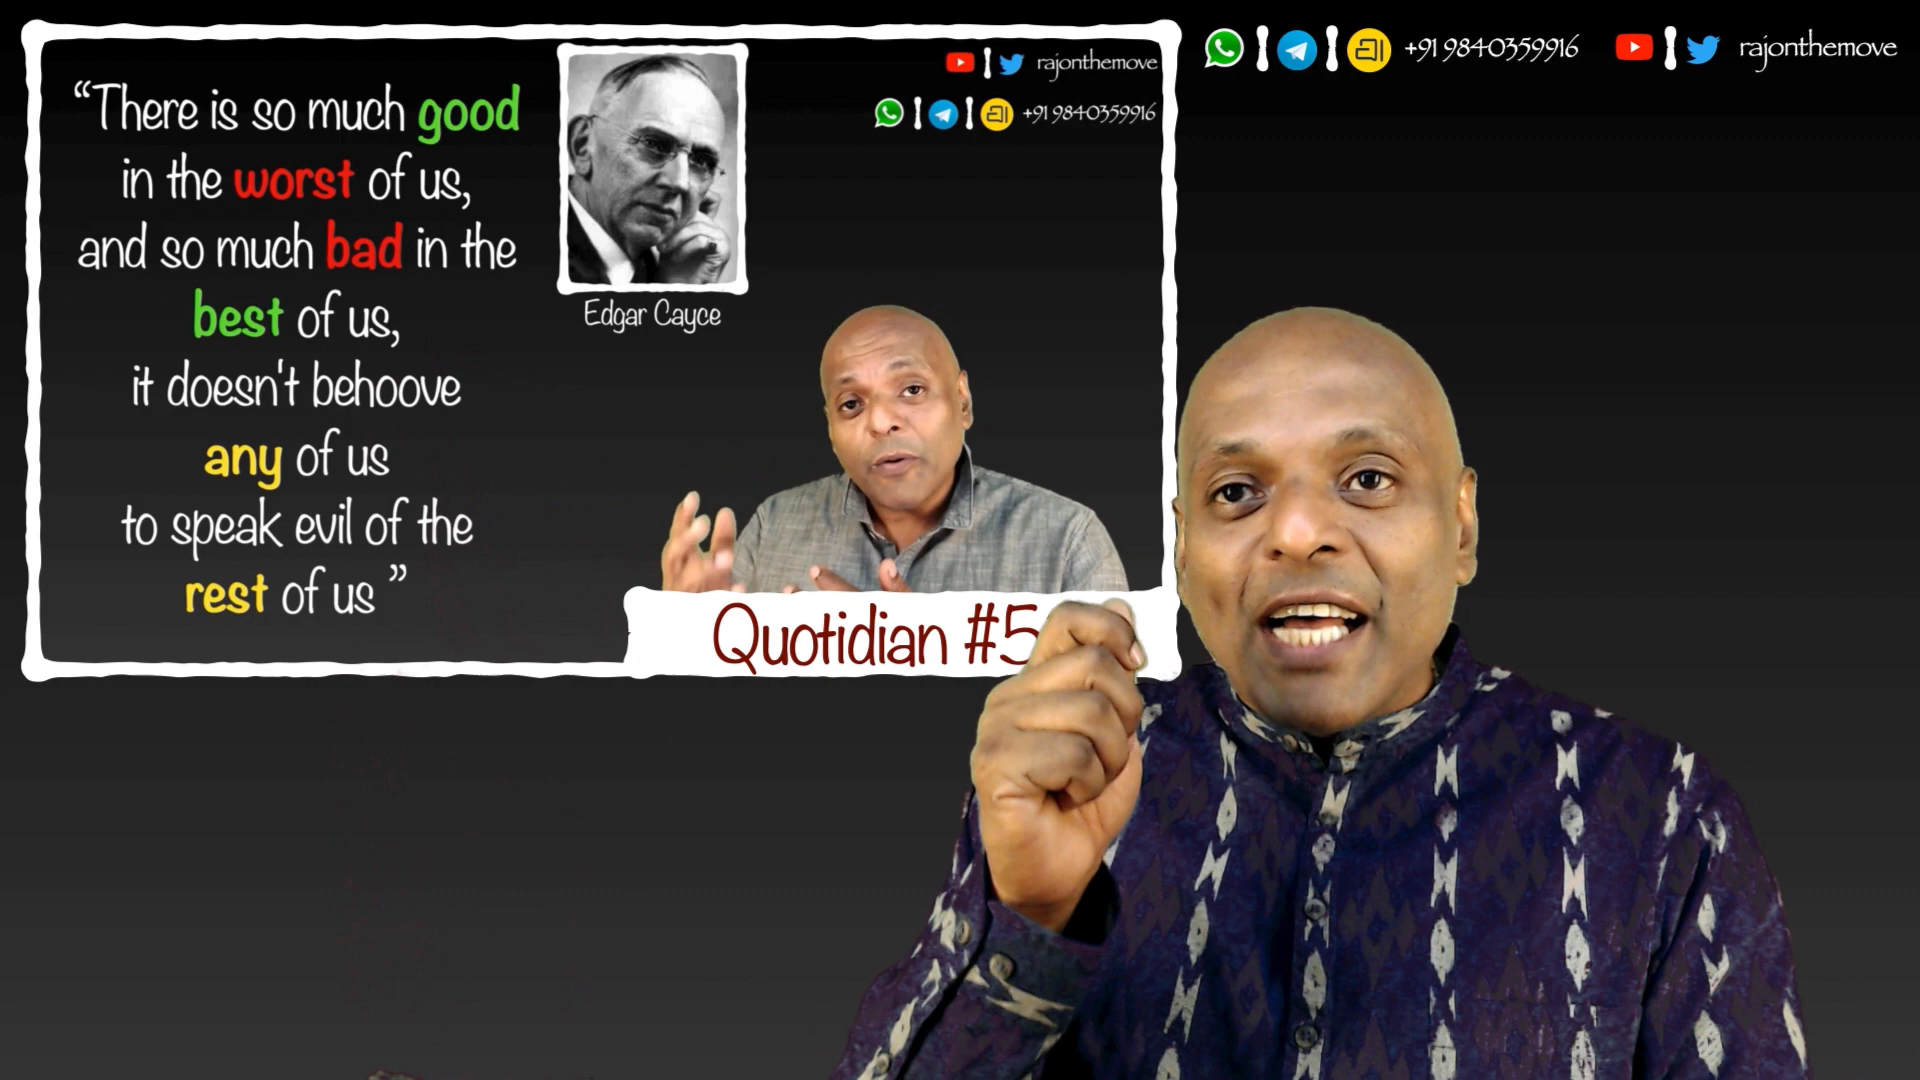 “There is so much good
in the worst of us,
and so much bad in the
best of us,
it doesn't behoove
any of us
to speak evil of the
rest of us ”
Edgar Cayce
rajonthemove
+91 9840359916
Quotidian #5
+91 9840359916
rajonthemove